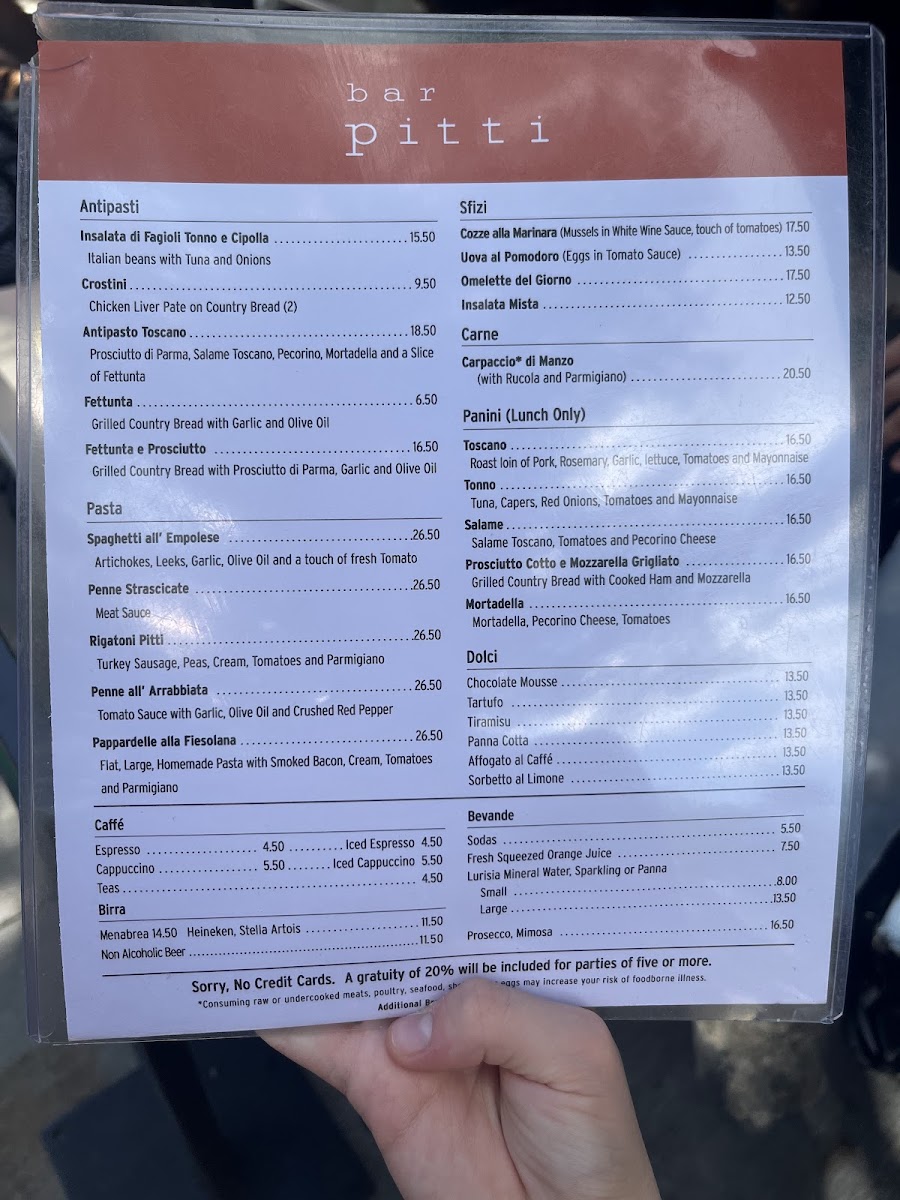 bar
pitti
Antipasti
Insalata di Fagioli Tonno e Cipolla 15.50
Italian beans with Tuna and Onions
Crostini 9.50
Chicken Liver Pate on Country Bread (2)
Antipasto Toscano 18.50
Prosciutto di Parma, Salame Toscano, Pecorino, Mortadella and a Slice
of Fettunta
Fettunta 6.50
Grilled Country Bread with Garlic and Olive Oil
Fettunta e Prosciutto 16.50
Grilled Country Bread with Prosciutto di Parma, Garlic and Olive Oil
Pasta
Spaghetti all' Empolese 26.50
Artichokes, Leeks, Garlic, Olive Oil and a touch of fresh Tomato
Penne Strascicate 26.50
Meat Sauce
Rigatoni Pitti 26.50
Turkey Sausage, Peas, Cream, Tomatoes and Parmigiano
Penne all' Arrabbiata 26.50
Tomato Sauce with Garlic, Olive Oil and Crushed Red Pepper
Pappardelle alla Fiesolana 26.50
Flat, Large, Homemade Pasta with Smoked Bacon, Cream, Tomatoes
and Parmigiano
Sfizi
Cozze alla Marinara (Mussels in White Wine Sauce, touch of tomatoes) 17.50
Uova al Pomodoro (Eggs in Tomato Sauce) 13.50
Omelette del Giorno 17.50
Insalata Mista 12.50
Carne
Carpaccio* di Manzo
(with Rucola and Parmigiano) 20.50
Panini (Lunch Only)
Toscano 16.50
Roast loin of Pork, Rosemary, Garlic, lettuce, Tomatoes and Mayonnaise
Tonno 16.50
Tuna, Capers, Red Onions, Tomatoes and Mayonnaise
Salame 16.50
Salame Toscano, Tomatoes and Pecorino Cheese
Prosciutto Cotto e Mozzarella Grigliato 16.50
Grilled Country Bread with Cooked Ham and Mozzarella
Mortadella 16.50
Mortadella, Pecorino Cheese, Tomatoes
Dolci
Chocolate Mousse 13.50
Tartufo 13.50
Tiramisu 13.50
Panna Cotta 13.50
Affogato al Caffé 13.50
Sorbetto al Limone 13.50
Caffé
Espresso 4.50 Iced Espresso 4.50
Cappuccino 5.50 Iced Cappuccino 5.50
Teas 4.50
Birra
Menabrea 14.50 Heineken, Stella Artois 11.50
Non Alcoholic Beer 11.50
Bevande
Sodas 5.50
Fresh Squeezed Orange Juice 7.50
Lurisia Mineral Water, Sparkling or Panna
Small 8.00
Large 13.50
Prosecco, Mimosa 16.50
Sorry, No Credit Cards. A gratuity of 20% will be included for parties of five or more.
*Consuming raw or undercooked meats, poultry, seafood, eggs may increase your risk of foodborne illness.
Additional